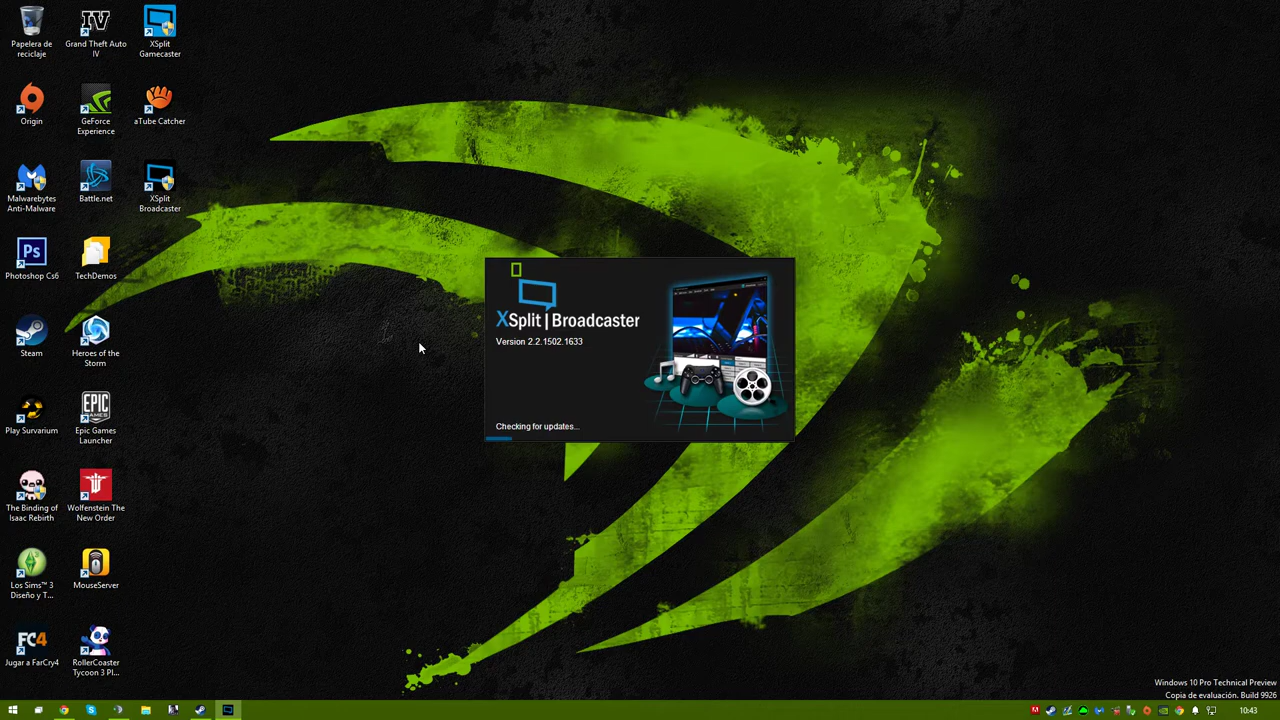 Papelera de
reciclaje
Grand Theft Auto
IV
XSplit
Gamecaster
Origin
GeForce
Experience
aTube Catcher
Malwarebytes
Anti-Malware
Battle.net
XSplit
Broadcaster
Ps
Photoshop Cs6
TechDemos
Steam
Heroes of the
Storm
Play Survarium
EPIC
GAMES
Epic Games
Launcher
The Binding of
Isaac Rebirth
Wolfenstein The
New Order
Los Sims™ 3
Diseño y T...
MouseServer
FC4
Jugar a FarCry4
RollerCoaster
Tycoon 3 Pl...
XSplit | Broadcaster
Version 2.2.1502.1633
Checking for updates...
Windows 10 Pro Technical Preview
Copia de evaluación. Build 9926
10:43